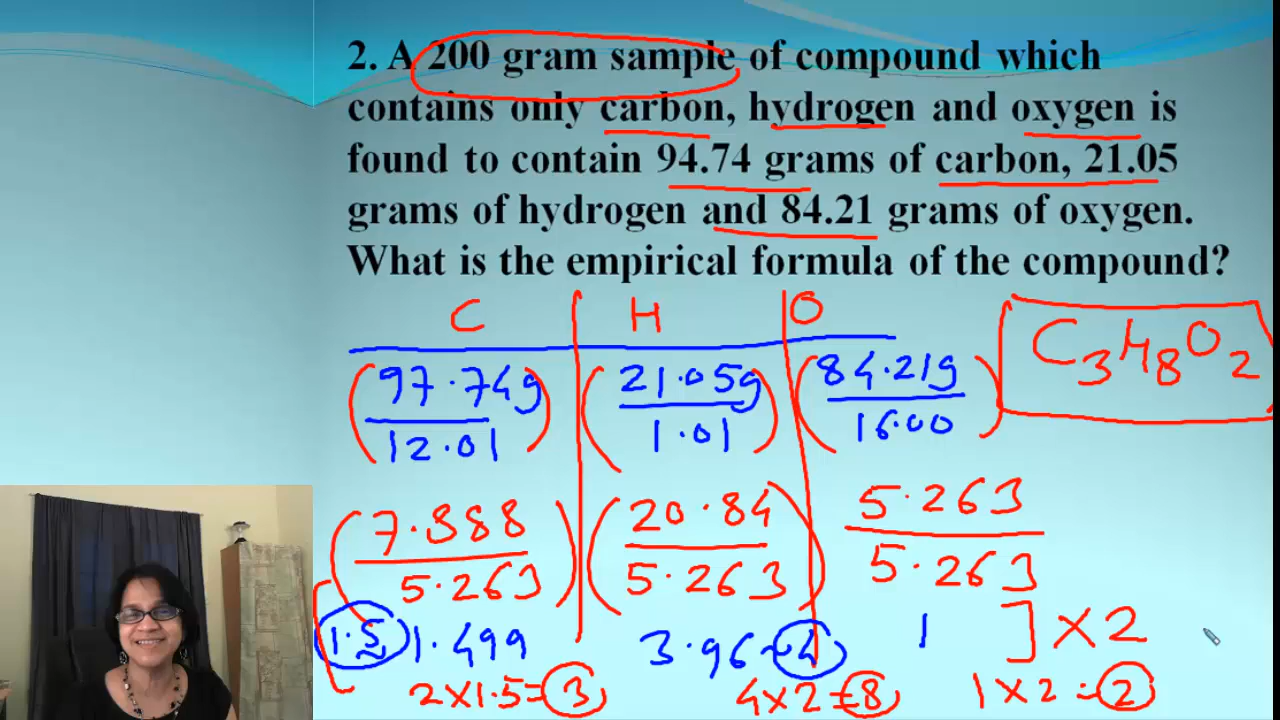 2. A 200 gram sample of compound which
contains only carbon, hydrogen and oxygen is
found to contain 94.74 grams of carbon, 21.05
grams of hydrogen and 84.21 grams of oxygen.
What is the empirical formula of the compound?
C H O
C3H8O2
97.74g 21.05g 84.21g
12.01 1.01 16.00
7.888 20.84 5.263
5.263 5.263 5.263
1.5 ~ 1.499 3.96 ~ 4 1 ] × 2
2×1.5=3 4×2=8 1×2=2